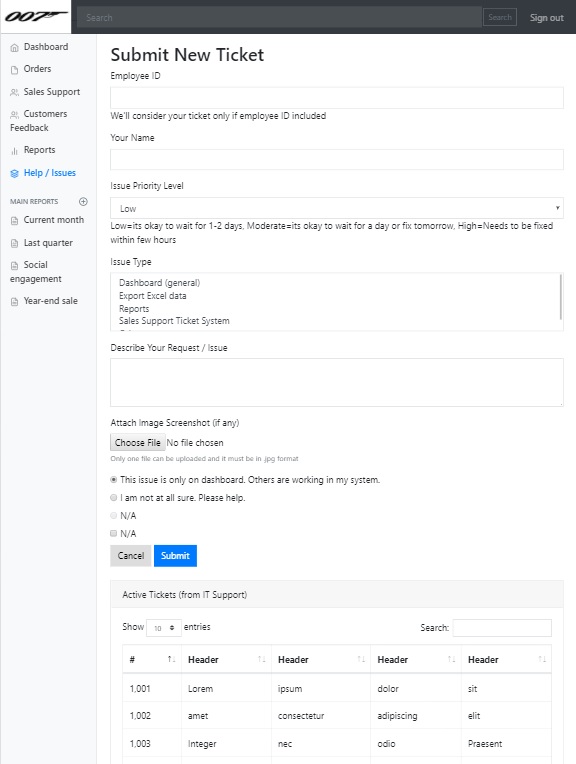 007
Search
Search
Sign out
Dashboard
Orders
Sales Support
Customers
Feedback
Reports
Help / Issues
MAIN REPORTS
Current month
Last quarter
Social
engagement
Year-end sale
Submit New Ticket
Employee ID
We'll consider your ticket only if employee ID included
Your Name
Issue Priority Level
Low
Low=its okay to wait for 1-2 days, Moderate=its okay to wait for a day or fix tomorrow, High=Needs to be fixed
within few hours
Issue Type
Dashboard (general)
Export Excel data
Reports
Sales Support Ticket System
Describe Your Request / Issue
Attach Image Screenshot (if any)
Choose File No file chosen
Only one file can be uploaded and it must be in .jpg format
This issue is only on dashboard. Others are working in my system.
I am not at all sure. Please help.
N/A
N/A
Cancel Submit
Active Tickets (from IT Support)
Show 10 entries Search:
# Header Header Header Header
1,001 Lorem ipsum dolor sit
1,002 amet consectetur adipiscing elit
1,003 Integer nec odio Praesent